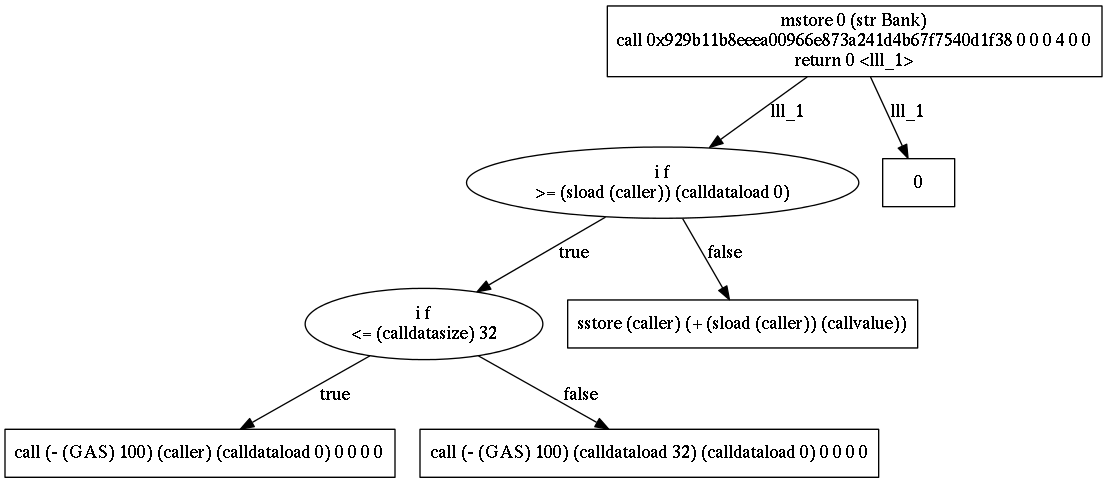 mstore 0 (str Bank)
call 0x929b11b8eeea00966e873a241d4b67f7540d1f38 0 0 0 4 0 0
return 0 <lll_1>
lll_1
lll_1
i f
>= (sload (caller)) (calldataload 0)
0
true
false
i f
<= (calldatasize) 32
sstore (caller) (+ (sload (caller)) (callvalue))
true
false
call (- (GAS) 100) (caller) (calldataload 0) 0 0 0 0
call (- (GAS) 100) (calldataload 32) (calldataload 0) 0 0 0 0